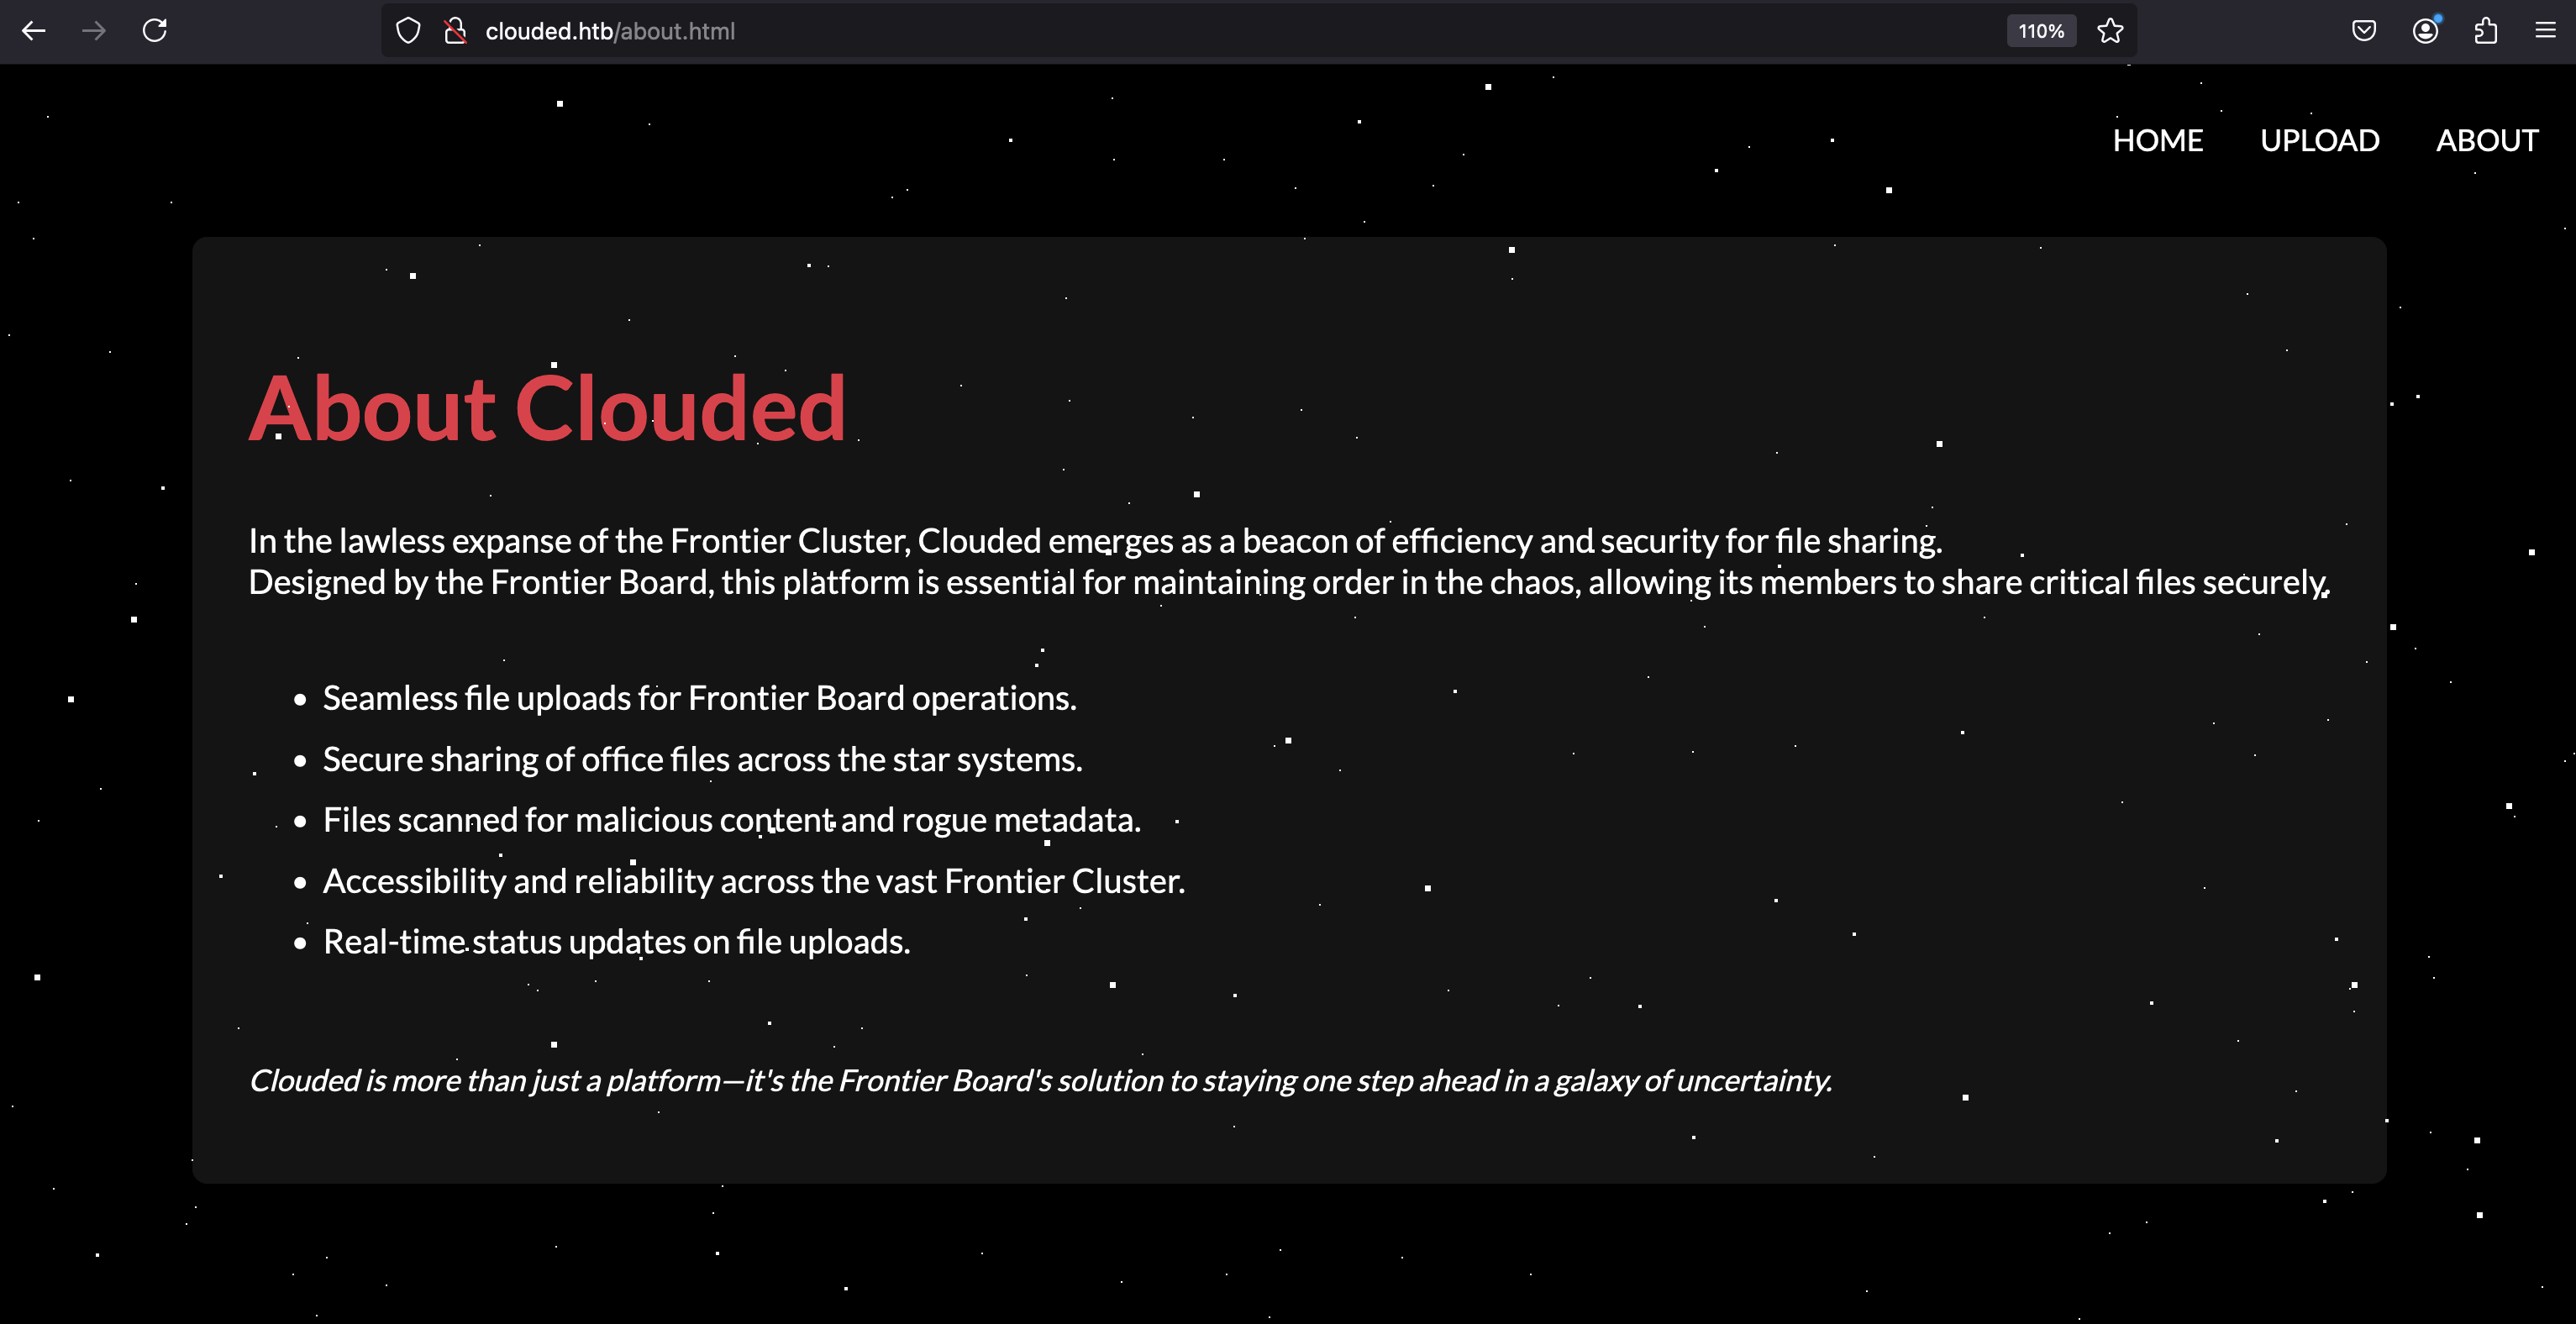 clouded.htb/about.html
110%
HOME UPLOAD ABOUT
About Clouded
In the lawless expanse of the Frontier Cluster, Clouded emerges as a beacon of efficiency and security for file sharing.
Designed by the Frontier Board, this platform is essential for maintaining order in the chaos, allowing its members to share critical files securely.
• Seamless file uploads for Frontier Board operations.
• Secure sharing of office files across the star systems.
• Files scanned for malicious content and rogue metadata.
• Accessibility and reliability across the vast Frontier Cluster.
• Real-time status updates on file uploads.
Clouded is more than just a platform—it's the Frontier Board's solution to staying one step ahead in a galaxy of uncertainty.